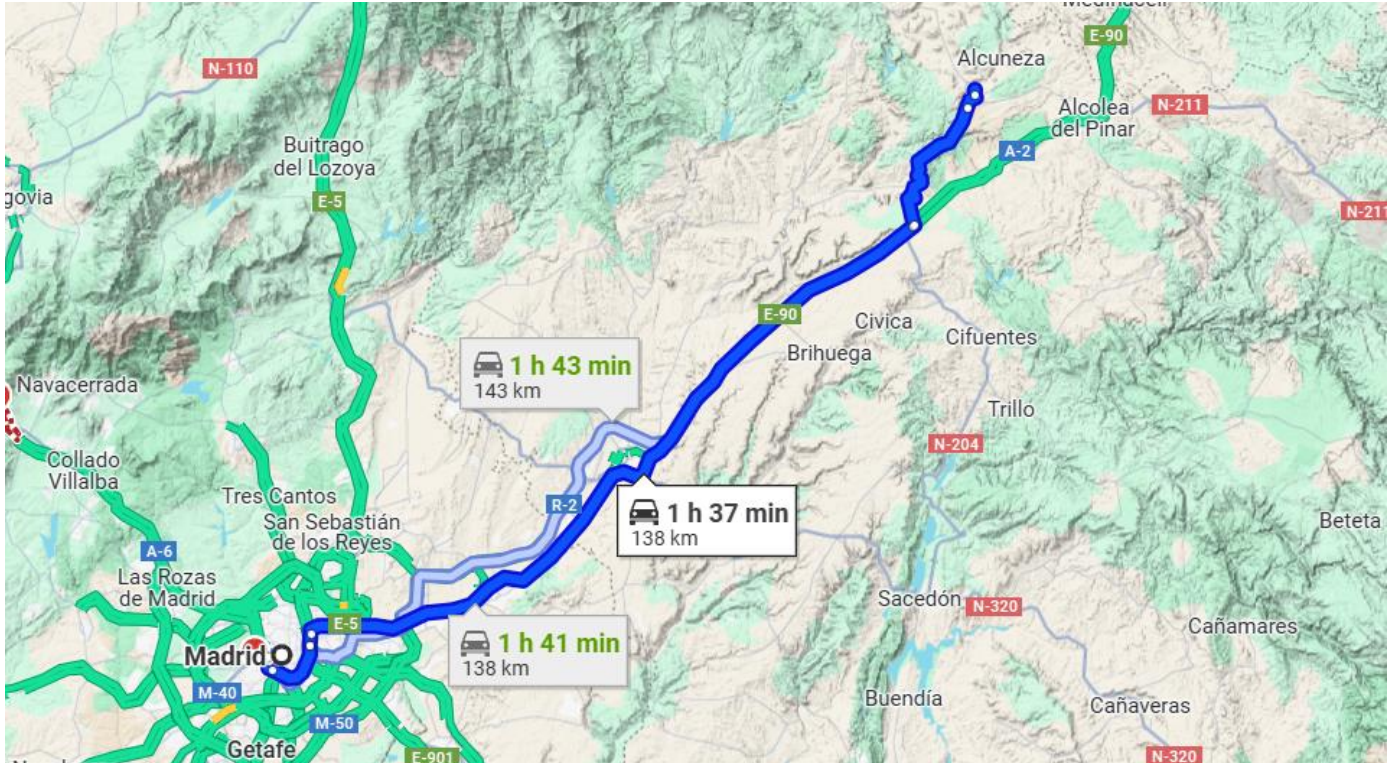 Medinaceli
E-90
N-110
Alcuneza
Alcolea
del Pinar
N-211
Buitrago
del Lozoya
A-2
govia
E-5
N-211
E-90
Civica
Cifuentes
Brihuega
1 h 43 min
143 km
Navacerrada
Trillo
N-204
Collado
Villalba
Tres Cantos
R-2
1 h 37 min
138 km
San Sebastián
de los Reyes
Beteta
A-6
Las Rozas
de Madrid
Sacedón
N-320
E-5
Cañamares
1 h 41 min
138 km
Madrid
M-40
Buendía
Cañaveras
M-50
Getafe
E-901
N-320